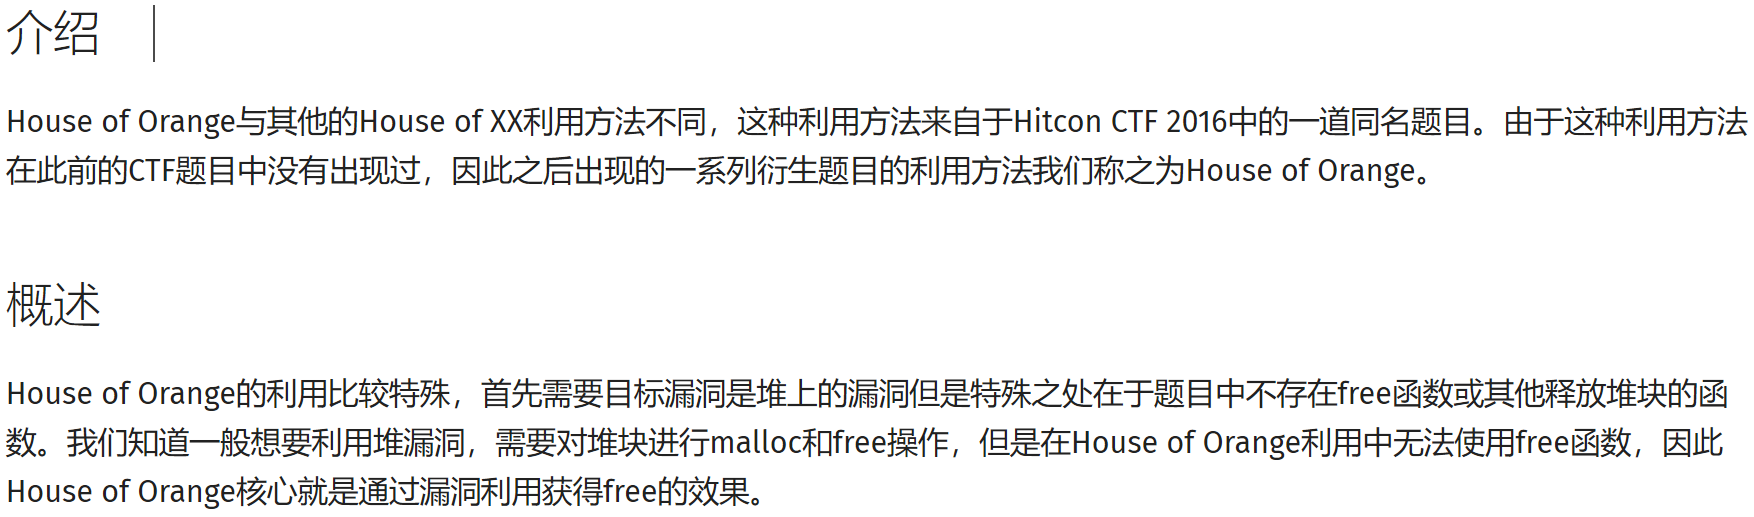 介绍
House of Orange与其他的House of XX利用方法不同，这种利用方法来自于Hitcon CTF 2016中的一道同名题目。由于这种利用方法
在此前的CTF题目中没有出现过，因此之后出现的一系列衍生题目的利用方法我们称之为House of Orange。
概述
House of Orange的利用比较特殊，首先需要目标漏洞是堆上的漏洞但是特殊之处在于题目中不存在free函数或其他释放堆块的函
数。我们知道一般想要利用堆漏洞，需要对堆块进行malloc和free操作，但是在House of Orange利用中无法使用free函数，因此
House of Orange核心就是通过漏洞利用获得free的效果。